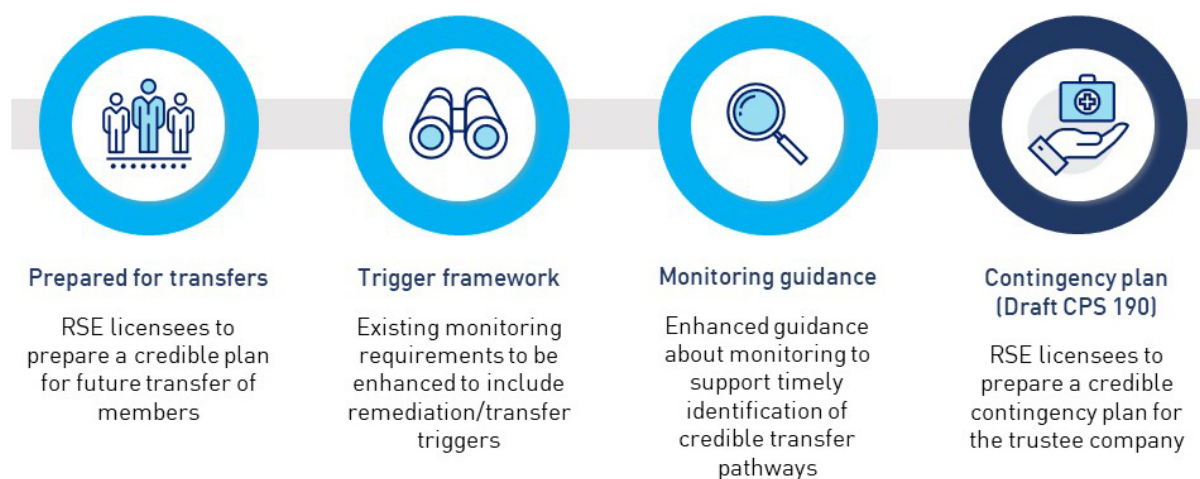 Prepared for transfers
RSE licensees to
prepare a credible plan
for future transfer of
members
Trigger framework
Existing monitoring
requirements to be
enhanced to include
remediation/transfer
triggers
Monitoring guidance
Enhanced guidance
about monitoring to
support timely
identification of
credible transfer
pathways
Contingency plan
(Draft CPS 190)
RSE licensees to
prepare a credible
contingency plan for
the trustee company